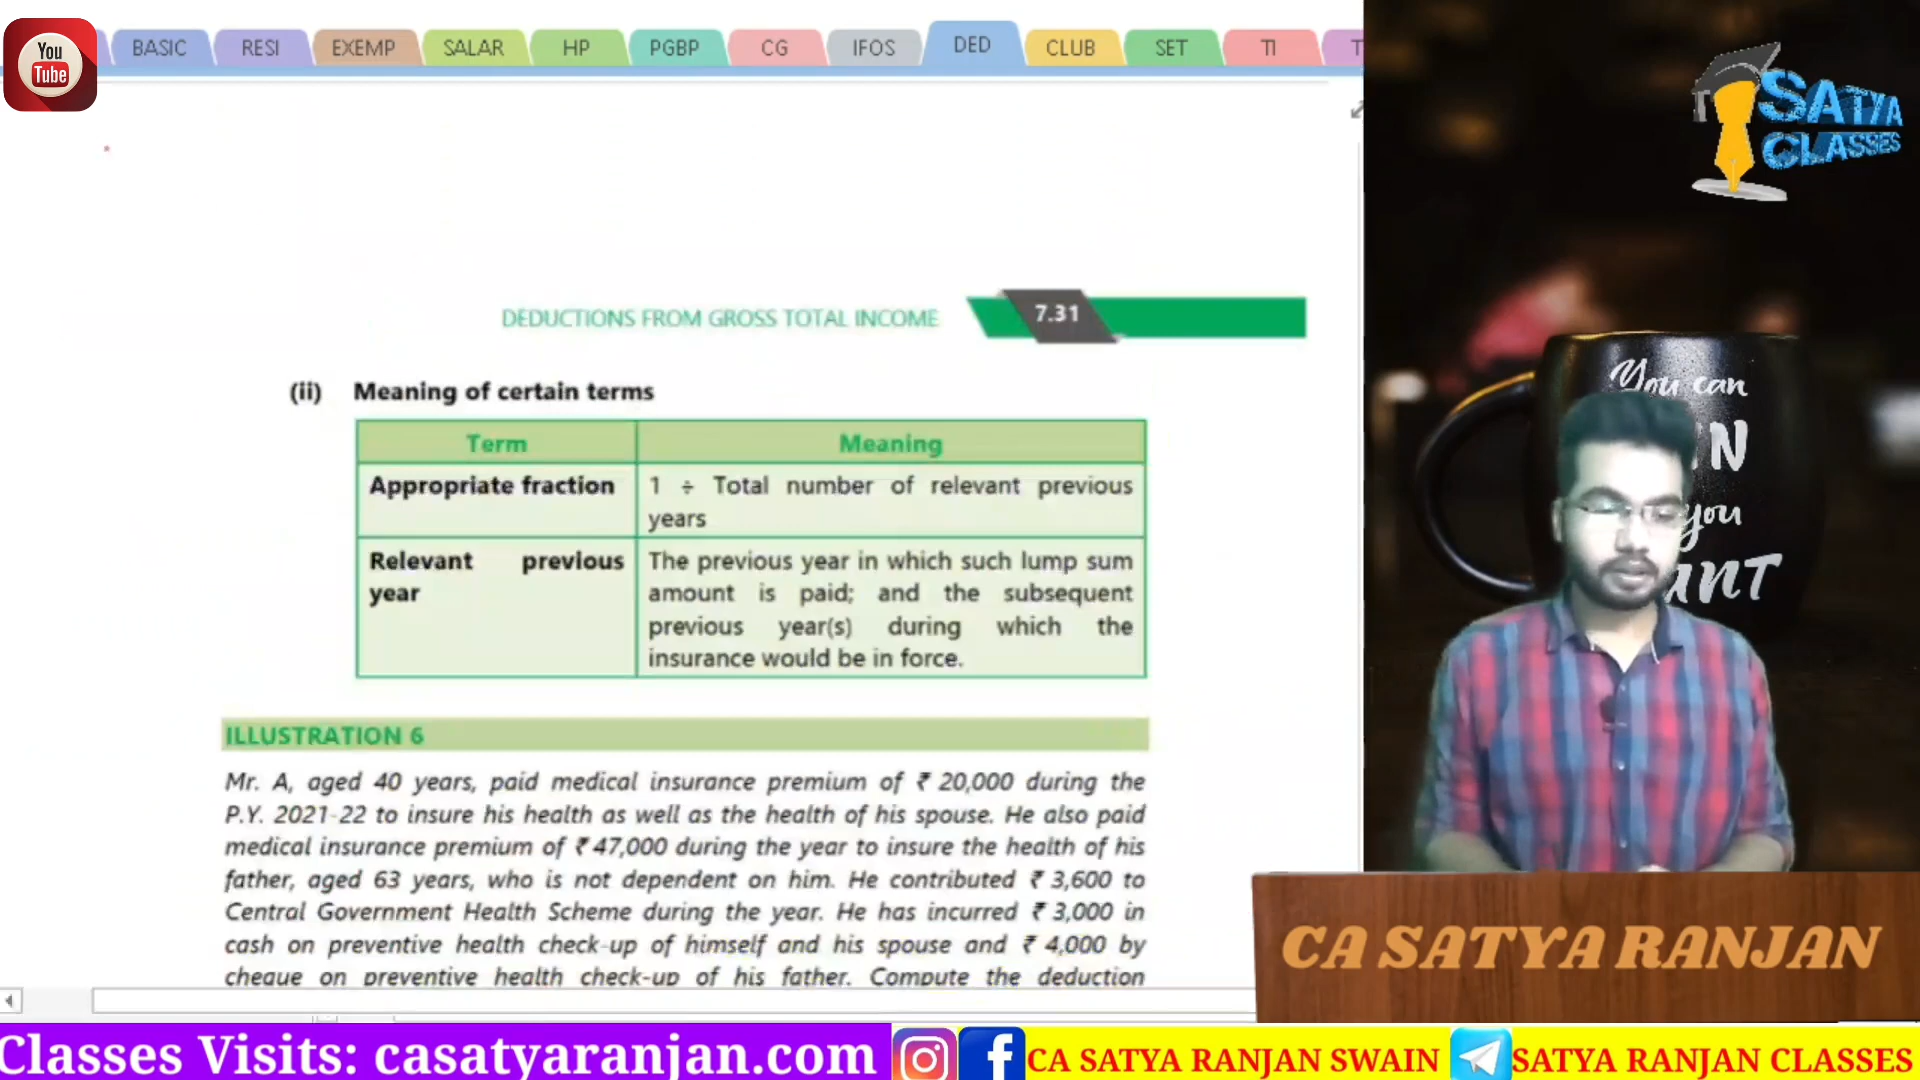 You
Tube
BASIC
RESI
EXEMP
SALAR
HP
PGBP
CG
IFOS
DED
CLUB
SET
TI
T
SATYA
CLASSES
DEDUCTIONS FROM GROSS TOTAL INCOME
7.31
(ii) Meaning of certain terms
Term
Meaning
Appropriate fraction
1 ÷ Total number of relevant previous
years
Relevant previous
year
The previous year in which such lump sum
amount is paid; and the subsequent
previous year(s) during which the
insurance would be in force.
ILLUSTRATION 6
Mr. A, aged 40 years, paid medical insurance premium of ₹ 20,000 during the
P.Y. 2021-22 to insure his health as well as the health of his spouse. He also paid
medical insurance premium of ₹ 47,000 during the year to insure the health of his
father, aged 63 years, who is not dependent on him. He contributed ₹ 3,600 to
Central Government Health Scheme during the year. He has incurred ₹ 3,000 in
cash on preventive health check-up of himself and his spouse and ₹ 4,000 by
cheque on preventive health check-up of his father. Compute the deduction
You can
you
CA SATYA RANJAN
Classes Visits: casatyaranjan.com
CA SATYA RANJAN SWAIN
SATYA RANJAN CLASSES